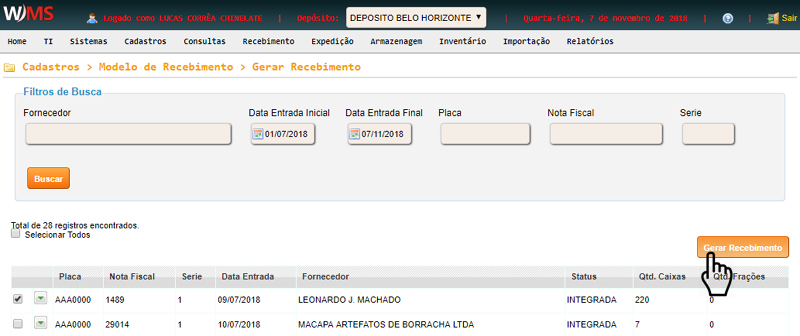 WMS Logado como LUCAS CORRÊA CHENELATE | Depósito: DEPOSITO BELO HORIZONTE | Quarta-feira, 7 de novembro de 2018 | | Sair
Home TI Sistemas Cadastros Consultas Recebimento Expedição Armazenagem Inventário Importação Relatórios
Cadastros > Modelo de Recebimento > Gerar Recebimento
Filtros de Busca
Fornecedor Data Entrada Inicial Data Entrada Final Placa Nota Fiscal Serie
01/07/2018 07/11/2018
Buscar
Total de 28 registros encontrados.
Selecionar Todos
Gerar Recebimento
Placa Nota Fiscal Serie Data Entrada Fornecedor Status Qtd. Caixas Qtd. Frações
AAA0000 1489 1 09/07/2018 LEONARDO J. MACHADO INTEGRADA 220 0
AAA0000 29014 1 10/07/2018 MACAPA ARTEFATOS DE BORRACHA LTDA INTEGRADA 7 0